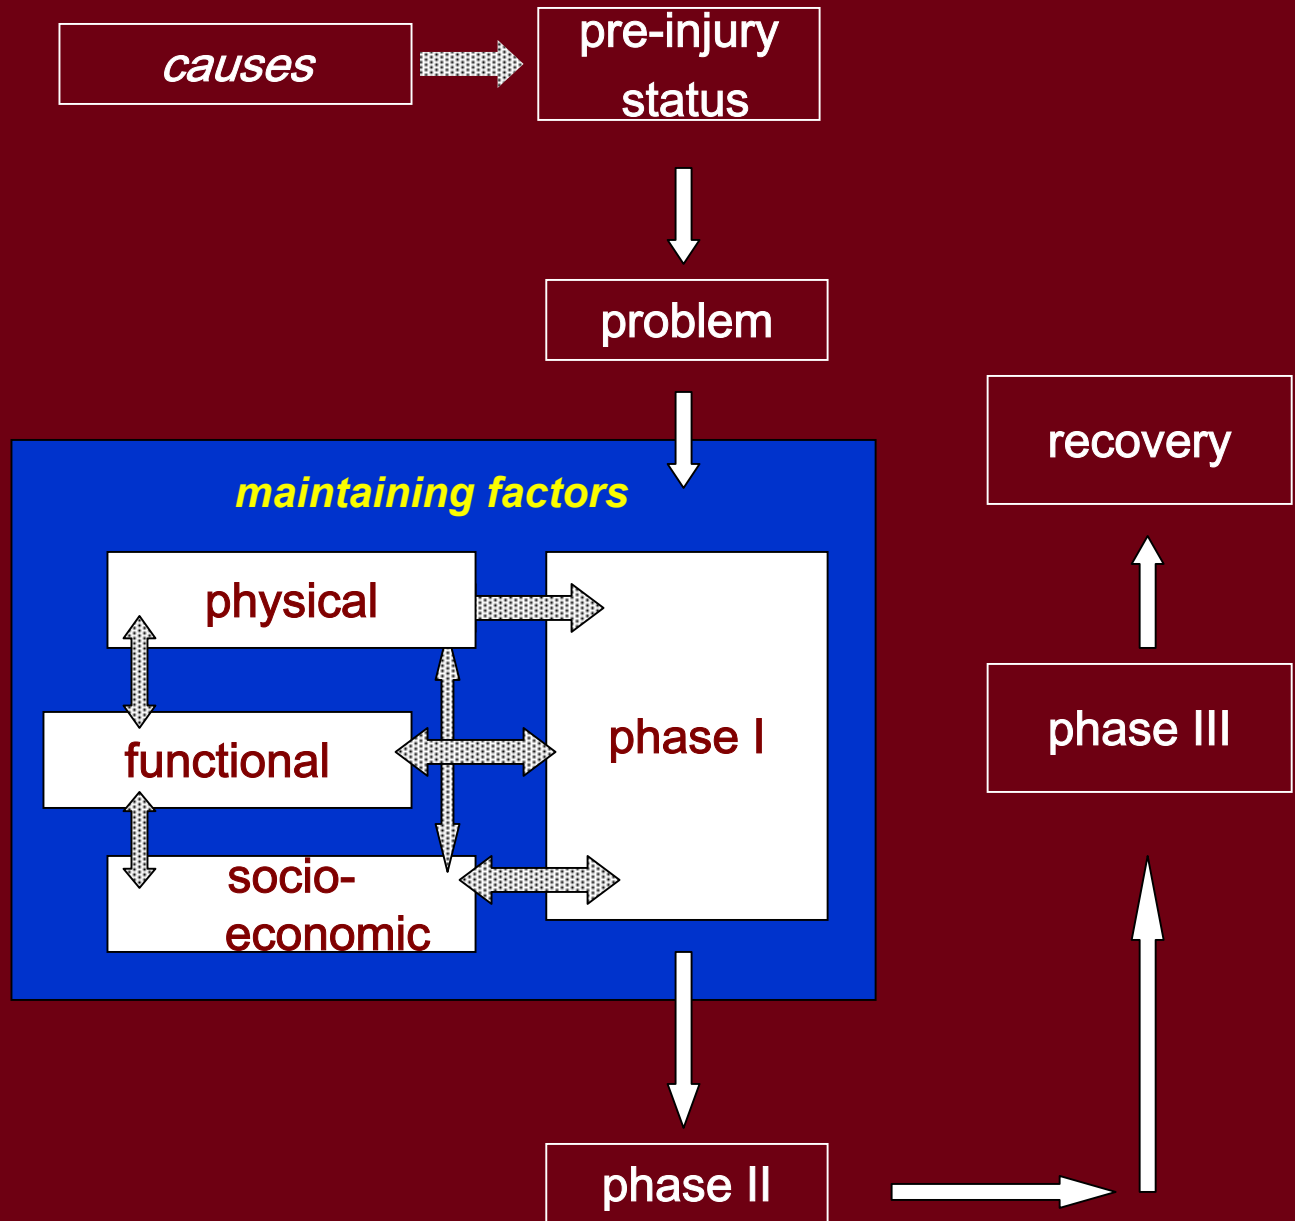 causes
pre-injury
status
problem
recovery
maintaining factors
physical
phase I
phase III
functional
socio-
economic
phase II